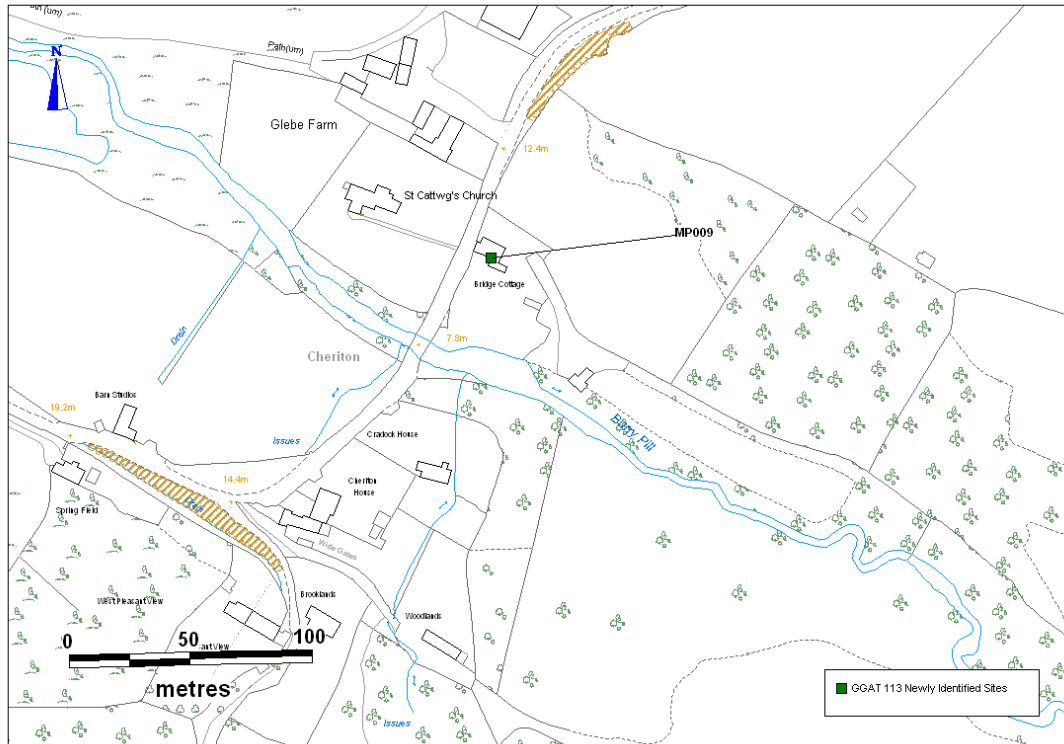 Path(um)
N
Glebe Farm
12.4m
St Cattwg's Church
MP009
Bridge Cottage
7.8m
Drain
Cheriton
Barn Studios
19.2m
Issues
Cradock House
Burry Pill
14.4m
Cheriton
House
Spring Field
Wide Gates
West Pleasant View
Brooklands
Woodlands
0 50 100
metres
GGAT 113 Newly Identified Sites
Issues